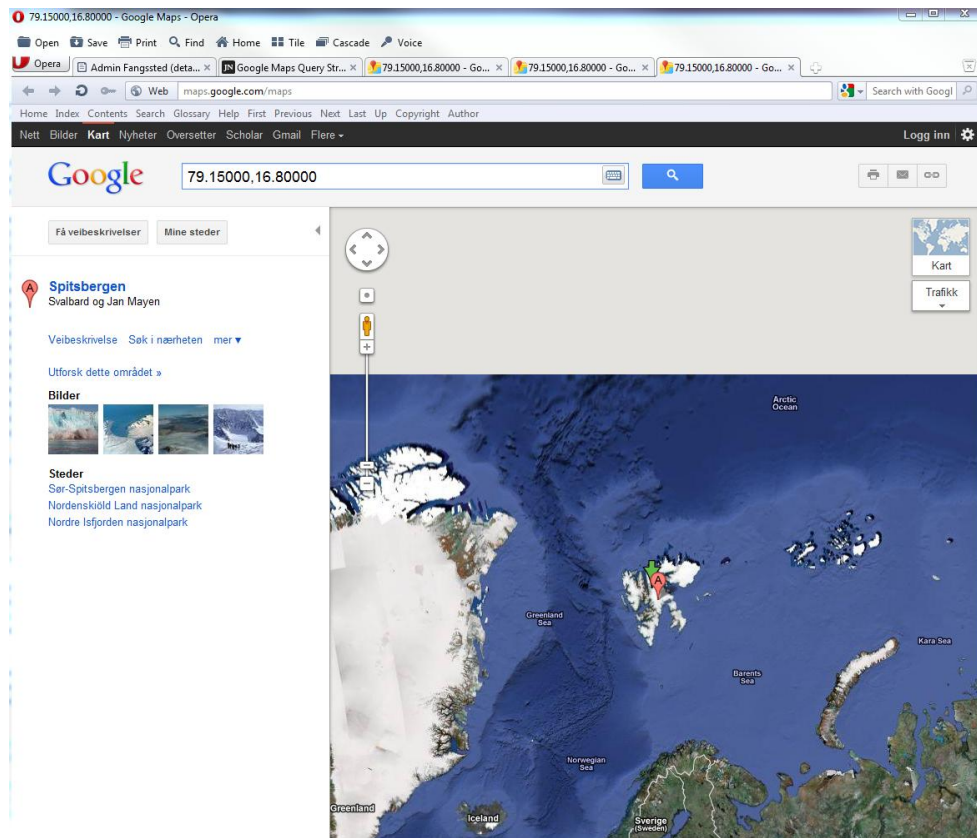 79.15000,16.80000 - Google Maps - Opera
Open Save Print Find Home Tile Cascade Voice
Opera Admin Fangssted (deta... Google Maps Query Str... 79.15000,16.80000 - Go... 79.15000,16.80000 - Go... 79.15000,16.80000 - Go...
Web maps.google.com/maps Search with Googl
Home Index Contents Search Glossary Help First Previous Next Last Up Copyright Author
Nett Bilder Kart Nyheter Oversetter Scholar Gmail Flere Logg inn
Google 79.15000,16.80000
Få veibeskrivelser Mine steder
Kart
Trafikk
A Spitsbergen
Svalbard og Jan Mayen
Veibeskrivelse Søk i nærheten mer
Utforsk dette området »
Bilder
Steder
Sør-Spitsbergen nasjonalpark
Nordenskiöld Land nasjonalpark
Nordre Isfjorden nasjonalpark
Arctic
Ocean
A
Greenland
Sea
Kara Sea
Barents
Sea
Norwegian
Sea
Greenland
Iceland
Sverige
(Sweden)